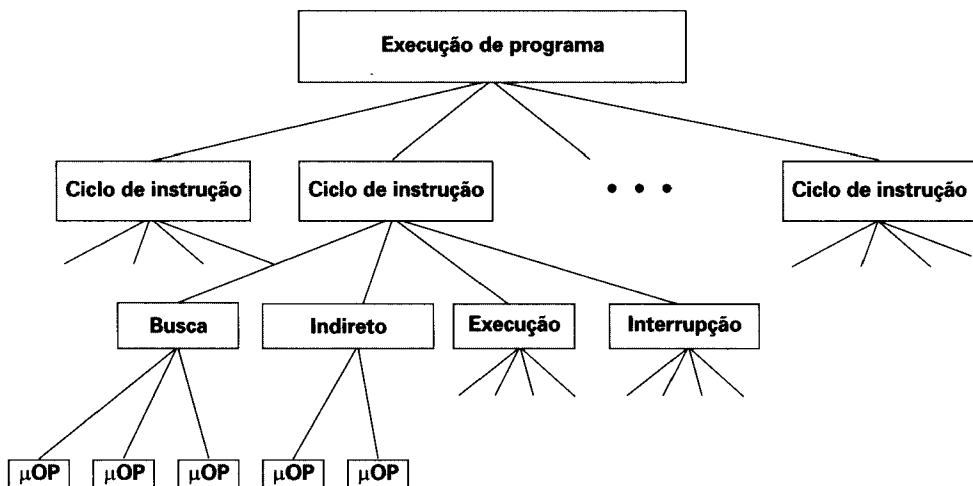 Execução de programa
Ciclo de instrução
Ciclo de instrução
• • •
Ciclo de instrução
Busca
Indireto
Execução
Interrupção
μOP
μOP
μOP
μOP
μOP